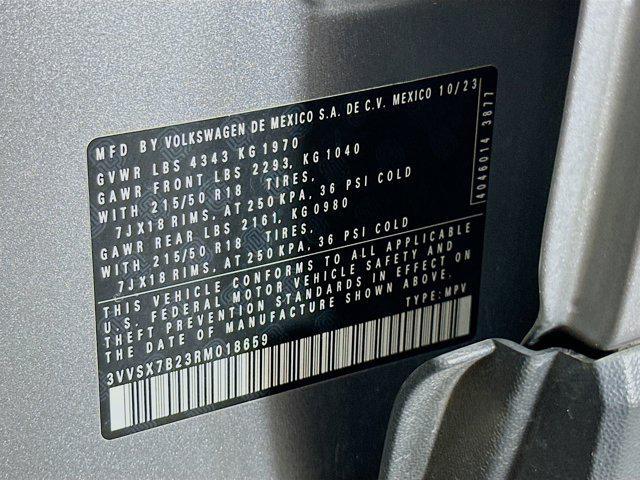 MFD BY VOLKSWAGEN DE MEXICO S.A. DE C.V. MEXICO 10/23
GVWR LBS 4343 KG 1970
GAWR FRONT LBS 2293, KG 1040
WITH 215/50 R18 TIRES,
7JX18 RIMS, AT 250 KPA, 36 PSI COLD
GAWR REAR LBS 2161, KG 0980
WITH 215/50 R18 TIRES,
7JX18 RIMS, AT 250 KPA, 36 PSI COLD
THIS VEHICLE CONFORMS TO ALL APPLICABLE
U.S. FEDERAL MOTOR VEHICLE SAFETY AND
THEFT PREVENTION STANDARDS IN EFFECT ON
THE DATE OF MANUFACTURE SHOWN ABOVE.
3VVSX7B23RM018659 TYPE: MPV
4046014 3877